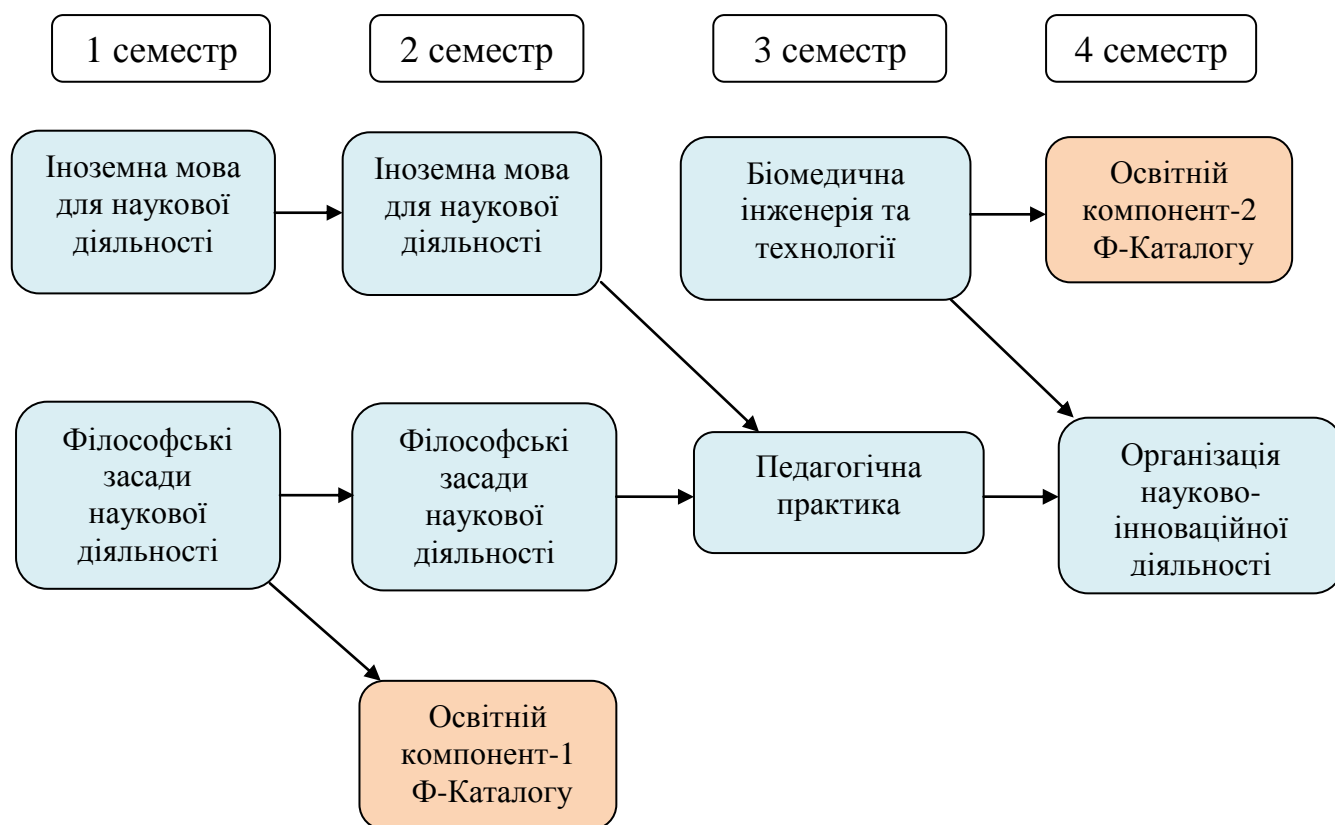 1 семестр
2 семестр
3 семестр
4 семестр
Іноземна мова
для наукової
діяльності
Іноземна мова
для наукової
діяльності
Біомедична
інженерія та
технології
Освітній
компонент-2
Ф-Каталогу
Філософські
засади
наукової
діяльності
Філософські
засади
наукової
діяльності
Педагогічна
практика
Організація
науково-
інноваційної
діяльності
Освітній
компонент-1
Ф-Каталогу